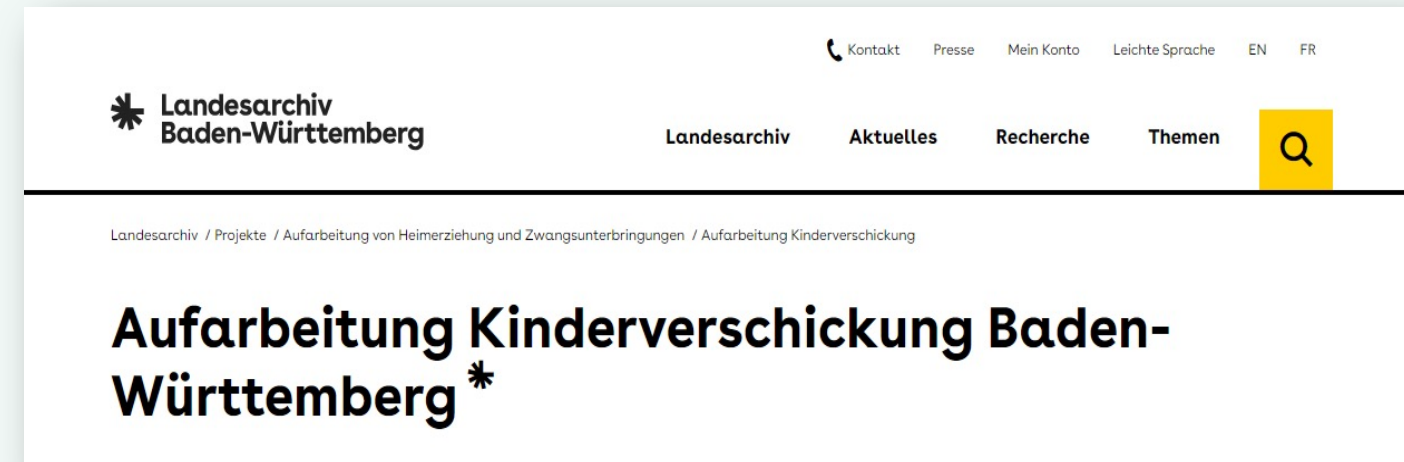 Kontakt Presse Mein Konto Leichte Sprache EN FR
Landesarchiv
Baden-Württemberg
Landesarchiv Aktuelles Recherche Themen
Landesarchiv / Projekte / Aufarbeitung von Heimerziehung und Zwangsunterbringungen / Aufarbeitung Kinderverschickung
Aufarbeitung Kinderverschickung Baden-
Württemberg*